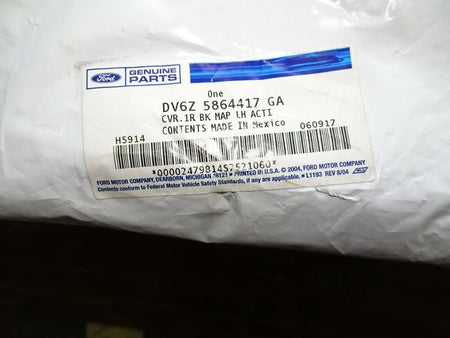 Ford
GENUINE
PARTS
One
DV6Z 5864417 GA
CVR.1R BK MAP LH ACTI
CONTENTS MADE IN Mexico
H5914
060917
FORD MOTOR COMPANY, DEARBORN, MICHIGAN 48121 • PRINTED IN U.S.A. © 2004, FORD MOTOR COMPANY
Contents conform to Federal Motor Vehicle Safety Standards, if any are applicable. • L1193 REV 8/04